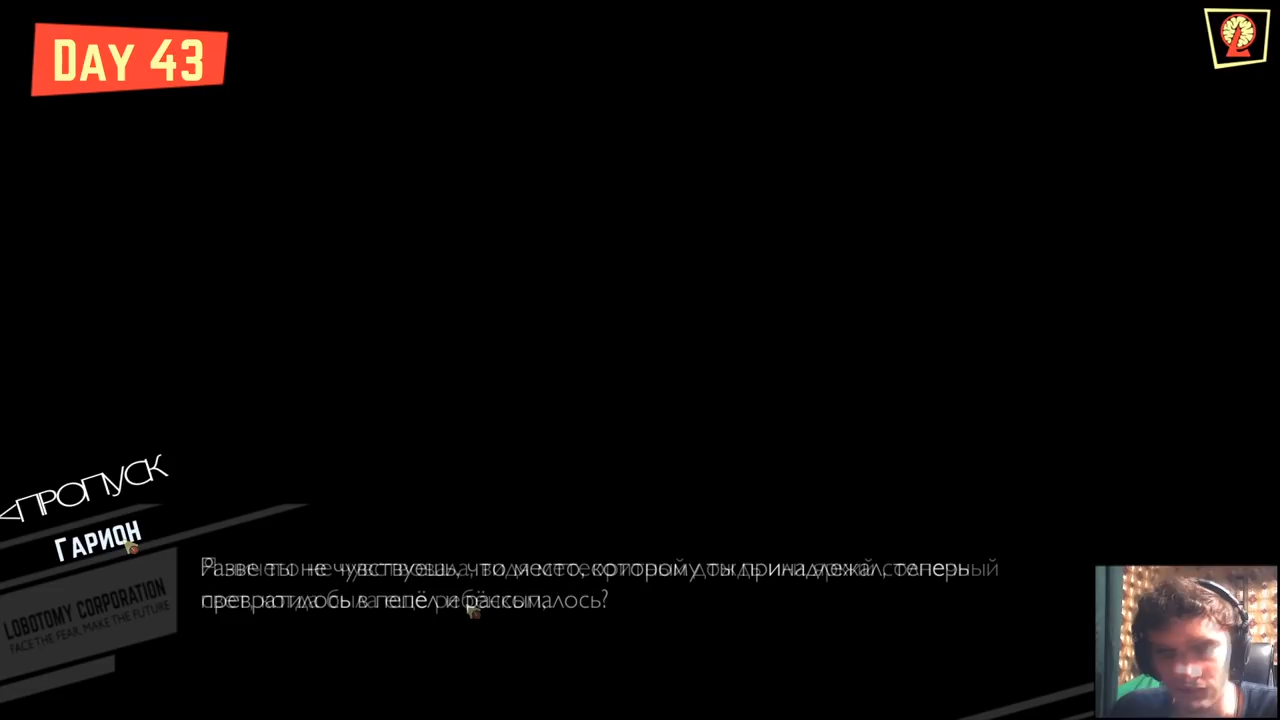 DAY 43
<ПРОПУСК
ГАРИОН
LOBOTOMY CORPORATION
FACE THE FEAR, MAKE THE FUTURE
Разве ты не чувствуешь, что место, которому ты принадлежал, теперь
превратилось в пепел и рассыпалось?